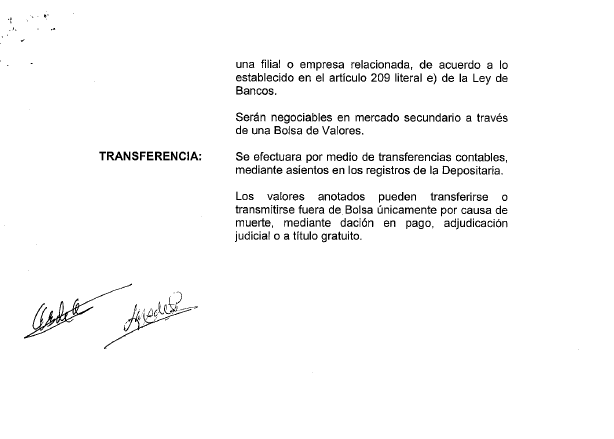 una filial o empresa relacionada, de acuerdo a lo
establecido en el artículo 209 literal e) de la Ley de
Bancos.
Serán negociables en mercado secundario a través
de una Bolsa de Valores.
TRANSFERENCIA: Se efectuara por medio de transferencias contables,
mediante asientos en los registros de la Depositaria.
Los valores anotados pueden transferirse o
transmitirse fuera de Bolsa únicamente por causa de
muerte, mediante dación en pago, adjudicación
judicial o a título gratuito.